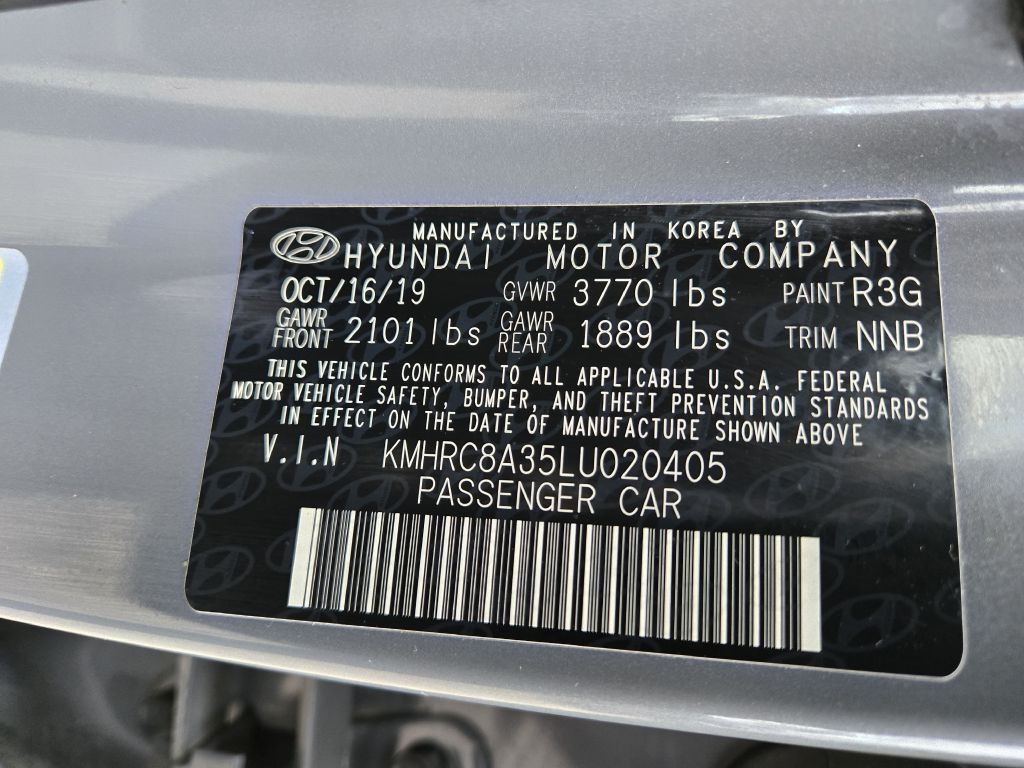 MANUFACTURED IN KOREA BY
HYUNDAI MOTOR COMPANY
OCT/16/19 GVWR 3770 lbs PAINT R3G
GAWR FRONT 2101 lbs GAWR REAR 1889 lbs TRIM NNB
THIS VEHICLE CONFORMS TO ALL APPLICABLE U.S.A. FEDERAL
MOTOR VEHICLE SAFETY, BUMPER, AND THEFT PREVENTION STANDARDS
IN EFFECT ON THE DATE OF MANUFACTURE SHOWN ABOVE
V.I.N KMHRC8A35LU020405
PASSENGER CAR